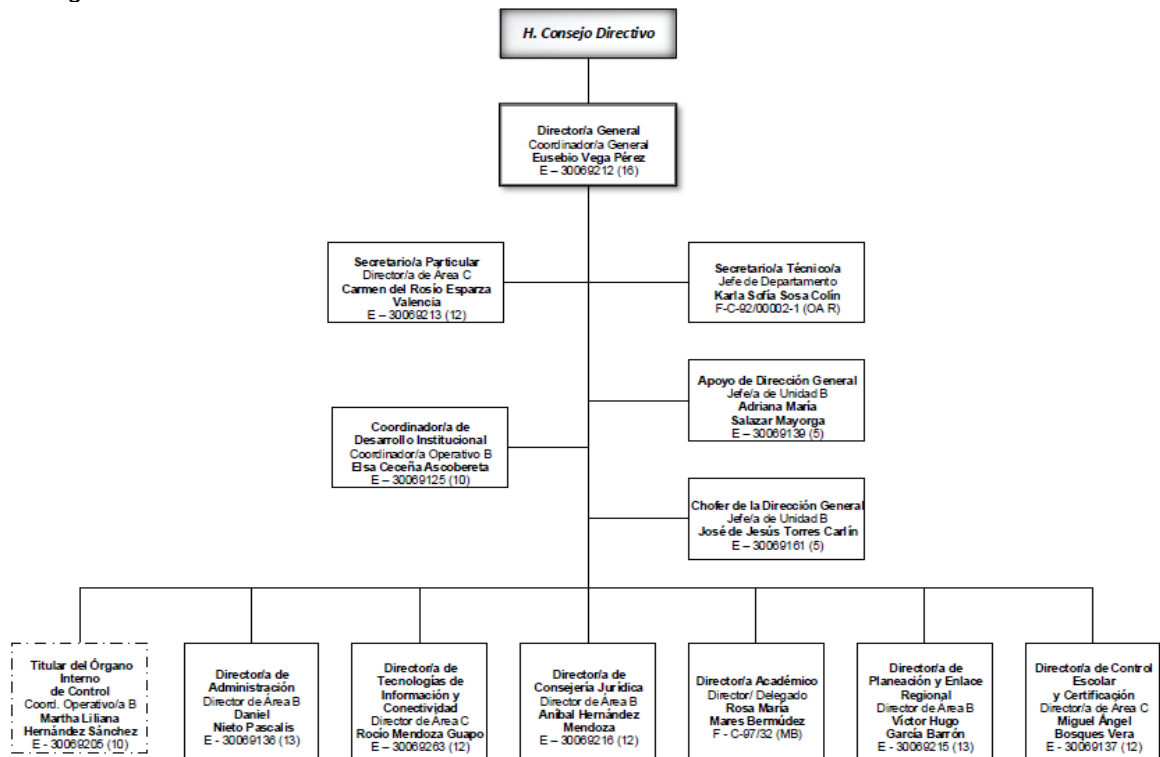 H. Consejo Directivo
Director/a General
Coordinador/a General
Eusebio Vega Pérez
E – 30069212 (16)
Secretario/a Particular
Director/a de Área C
Carmen del Rosío Esparza
Valencia
E – 30069213 (12)
Secretario/a Técnico/a
Jefe de Departamento
Karla Sofía Sosa Colín
F-C-92/00002-1 (OA R)
Apoyo de Dirección General
Jefe/a de Unidad B
Adriana María
Salazar Mayorga
E – 30069139 (5)
Coordinador/a de
Desarrollo Institucional
Coordinador/a Operativo B
Elsa Ceceña Ascobereta
E – 30069125 (10)
Chofer de la Dirección General
Jefe/a de Unidad B
José de Jesús Torres Carlín
E – 30069161 (5)
Titular del Órgano
Interno
de Control
Coord. Operativo/a B
Martha Liliana
Hernández Sánchez
E - 30069205 (10)
Director/a de
Administración
Director de Área B
Daniel
Nieto Pascalis
E - 30069136 (13)
Director/a de
Tecnologías de
Información y
Conectividad
Director de Área C
Rocío Mendoza Guapo
E – 30069263 (12)
Director/a de
Consejería Jurídica
Director de Área B
Aníbal Hernández
Mendoza
E – 30069216 (12)
Director/a Académico
Director/ Delegado
Rosa María
Mares Bermúdez
F - C-97/32 (MB)
Director/a de
Planeación y Enlace
Regional
Director de Área B
Víctor Hugo
García Barrón
E - 30069215 (13)
Director/a de Control
Escolar
y Certificación
Director/a de Área C
Miguel Ángel
Bosques Vera
E - 30069137 (12)